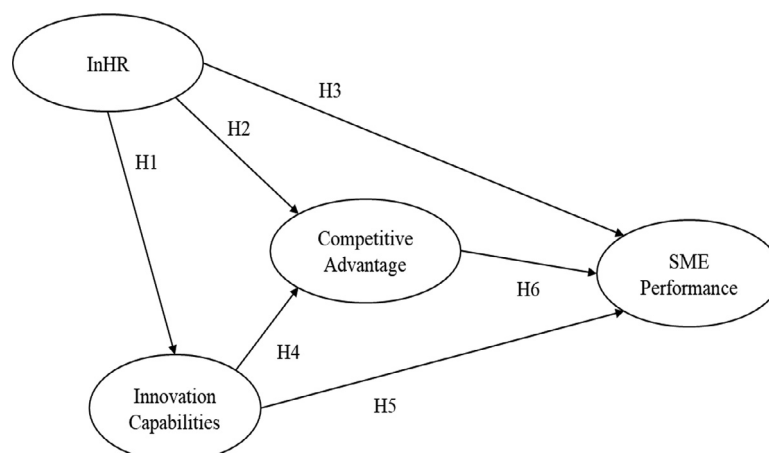 InHR
H3
H2
H1
Competitive
Advantage
SME
Performance
H6
H4
Innovation
Capabilities
H5